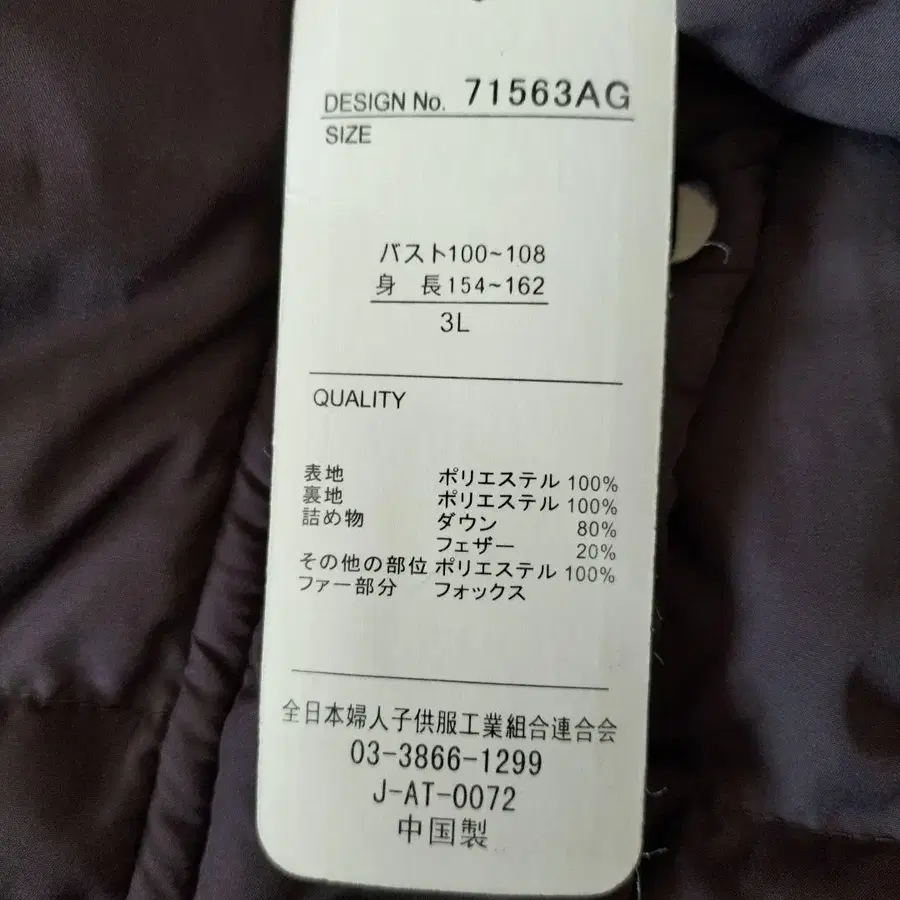 DESIGN No. 71563AG
SIZE
バスト100~108
身 長154~162
3L
QUALITY
表地 ポリエステル 100%
裏地 ポリエステル 100%
詰め物 ダウン 80%
フェザー 20%
その他の部位 ポリエステル 100%
ファー部分 フォックス
全日本婦人子供服工業組合連合会
03-3866-1299
J-AT-0072
中国製